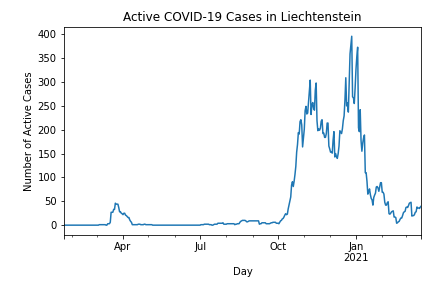 Active COVID-19 Cases in Liechtenstein
400
350
300
250
200
150
100
50
0
Number of Active Cases
Apr
Jul
Oct
Jan
2021
Day